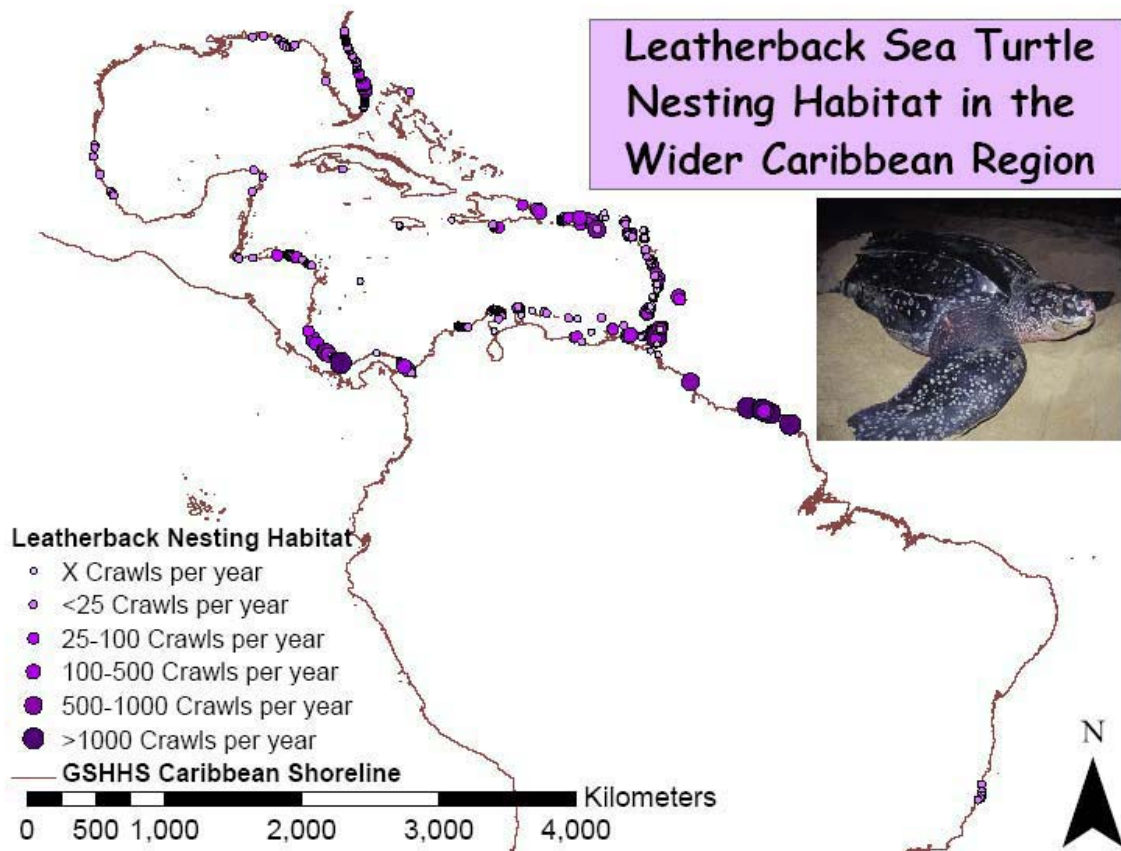 Leatherback Sea Turtle
Nesting Habitat in the
Wider Caribbean Region
Leatherback Nesting Habitat
X Crawls per year
<25 Crawls per year
25-100 Crawls per year
100-500 Crawls per year
500-1000 Crawls per year
>1000 Crawls per year
GSHHS Caribbean Shoreline
Kilometers
0 500 1,000 2,000 3,000 4,000
N